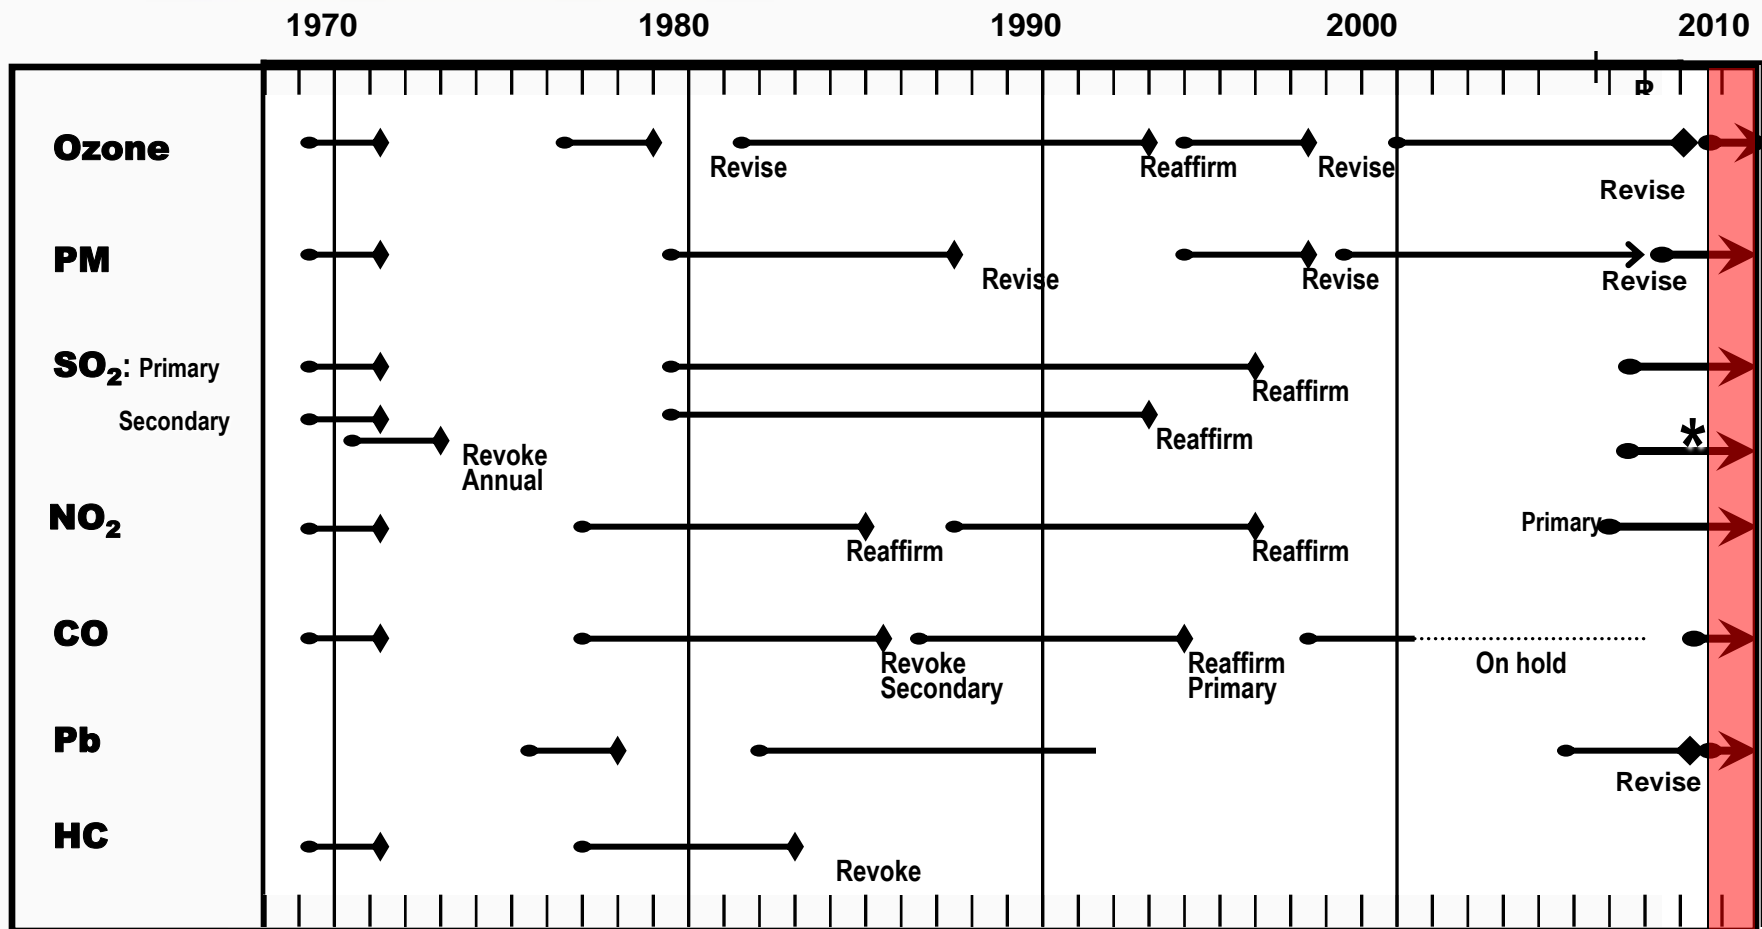 1970 1980 1990 2000 2010
Ozone
Revise Reaffirm Revise
Revise
PM
Revise Revise Revise
SO₂: Primary
Reaffirm
Secondary
Reaffirm
*
Revoke
Annual
NO₂
Primary
Reaffirm Reaffirm
CO
Revoke Reaffirm On hold
Secondary Primary
Pb
Revise
HC
Revoke